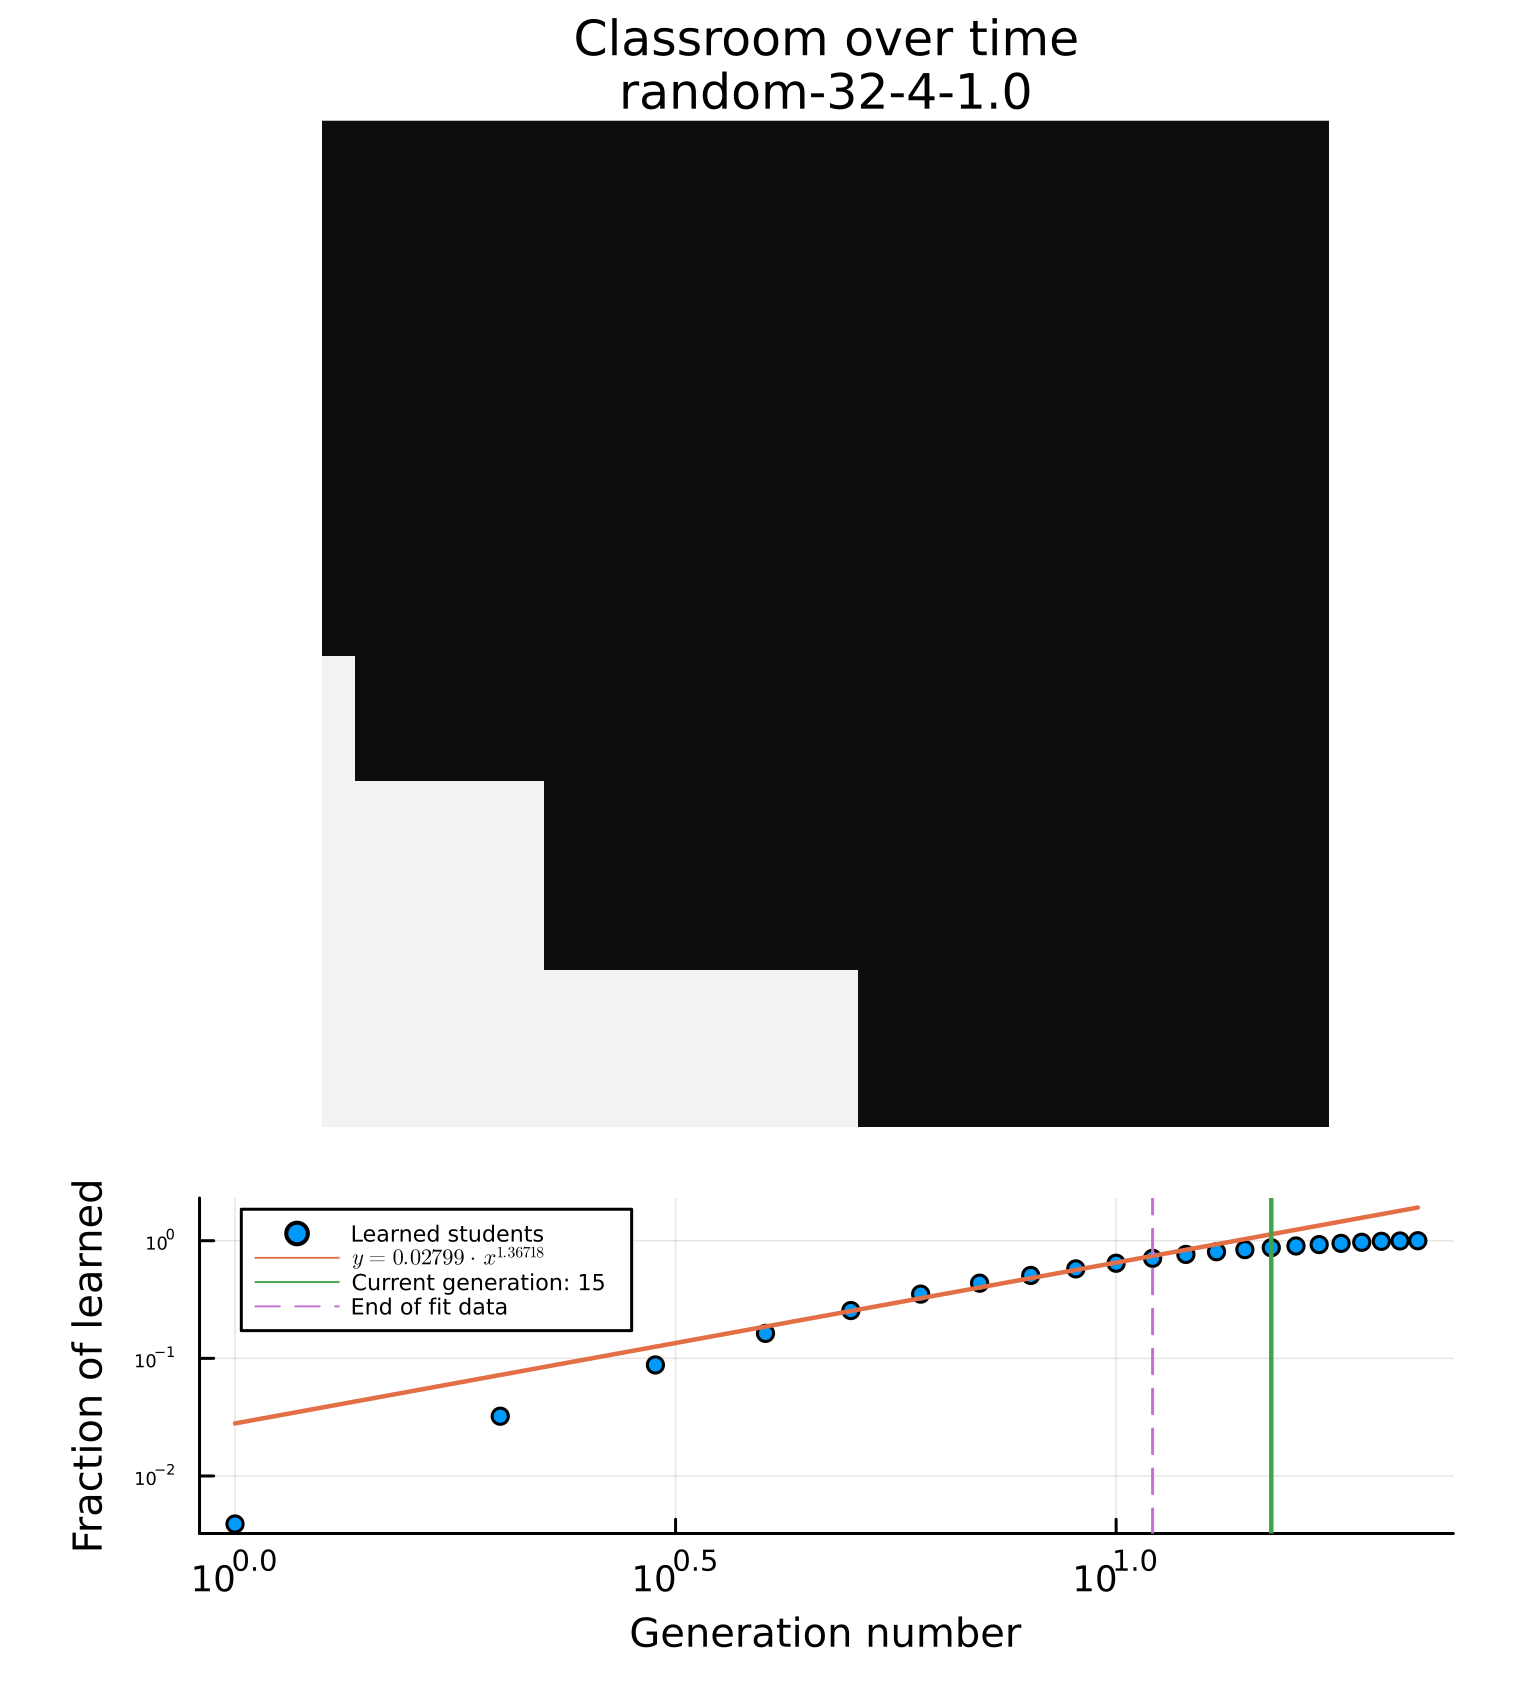 Classroom over time
random-32-4-1.0
Fraction of learned
10^0
10^-1
10^-2
Learned students
y = 0.02799 · x^1.36718
Current generation: 15
End of fit data
10^0.0 10^0.5 10^1.0
Generation number